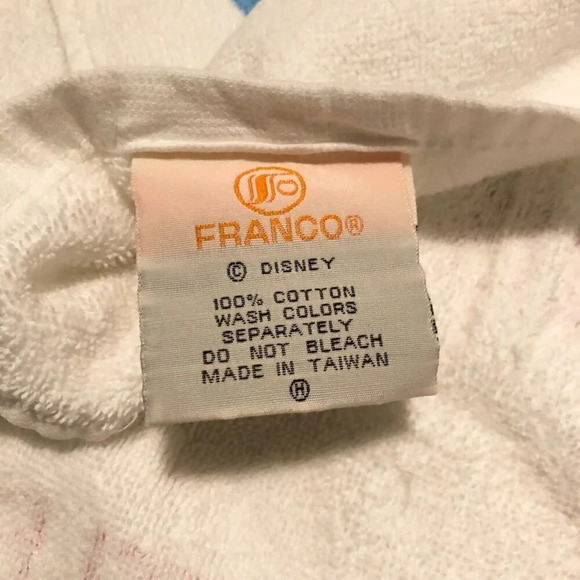 FRANCO®
© DISNEY
100% COTTON
WASH COLORS
SEPARATELY
DO NOT BLEACH
MADE IN TAIWAN
Ⓗ